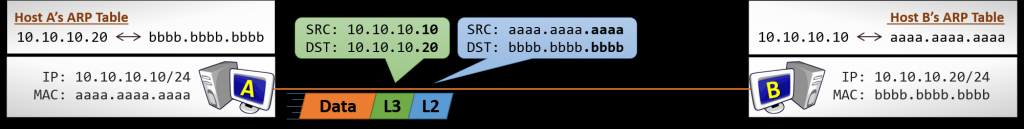 Host A's ARP Table
10.10.10.20 <-> bbbb.bbbb.bbbb
IP: 10.10.10.10/24
MAC: aaaa.aaaa.aaaa
A
SRC: 10.10.10.10
DST: 10.10.10.20
SRC: aaaa.aaaa.aaaa
DST: bbbb.bbbb.bbbb
Data L3 L2
Host B's ARP Table
10.10.10.10 <-> aaaa.aaaa.aaaa
B
IP: 10.10.10.20/24
MAC: bbbb.bbbb.bbbb